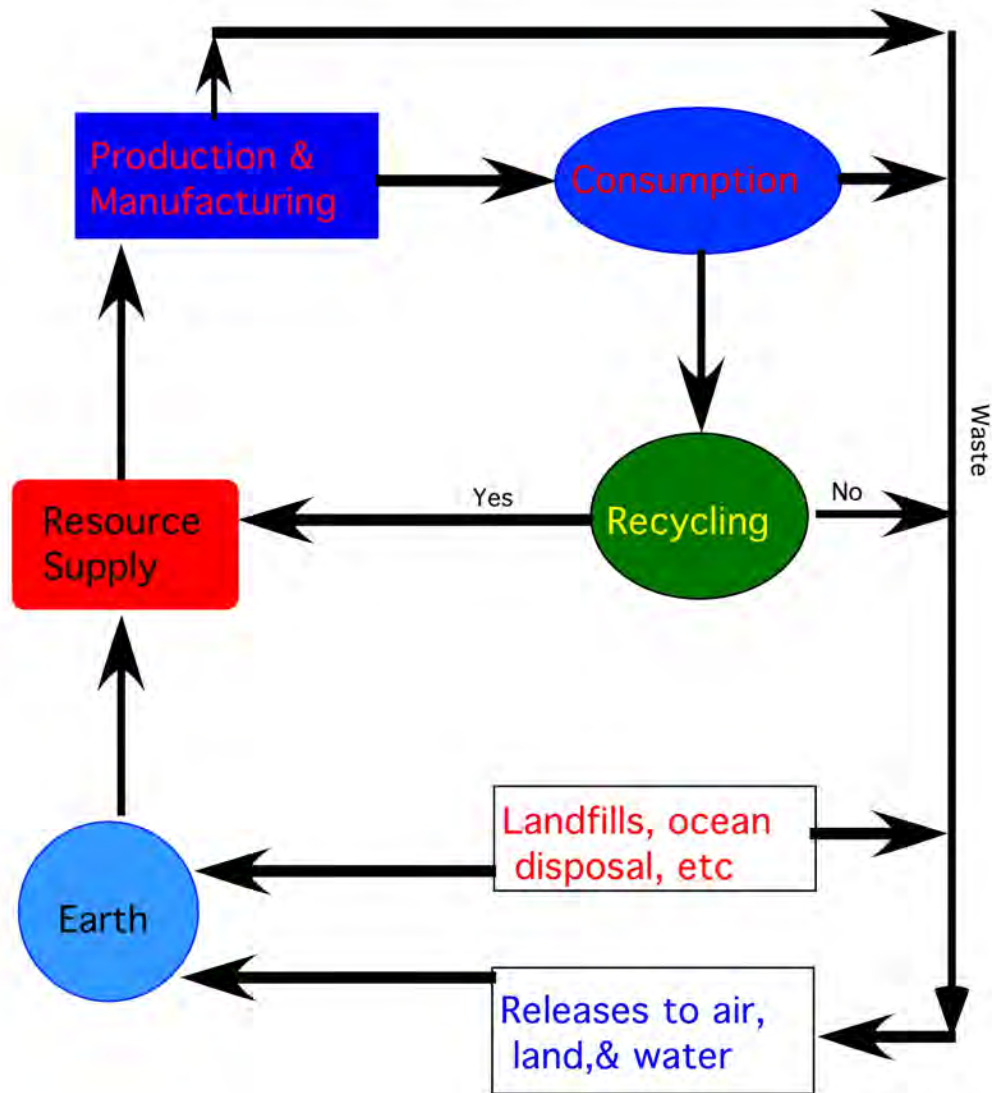 Production &
Manufacturing
Consumption
Waste
Yes
No
Recycling
Resource
Supply
Landfills, ocean
disposal, etc
Earth
Releases to air,
land,& water